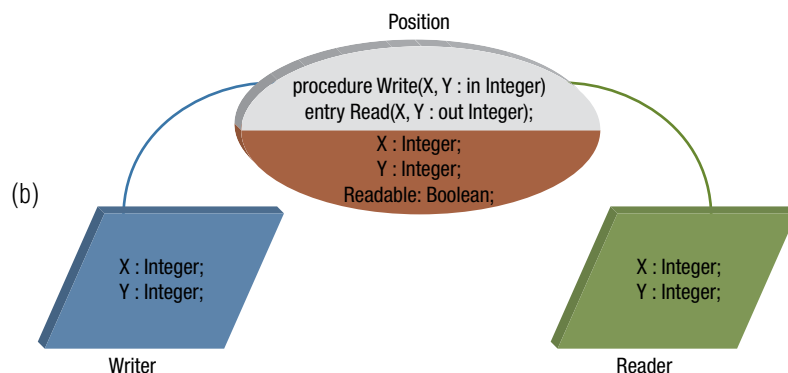 Position
procedure Write(X, Y : in Integer)
entry Read(X, Y : out Integer);
X : Integer;
Y : Integer;
Readable: Boolean;
(b)
X : Integer;
Y : Integer;
Writer
X : Integer;
Y : Integer;
Reader